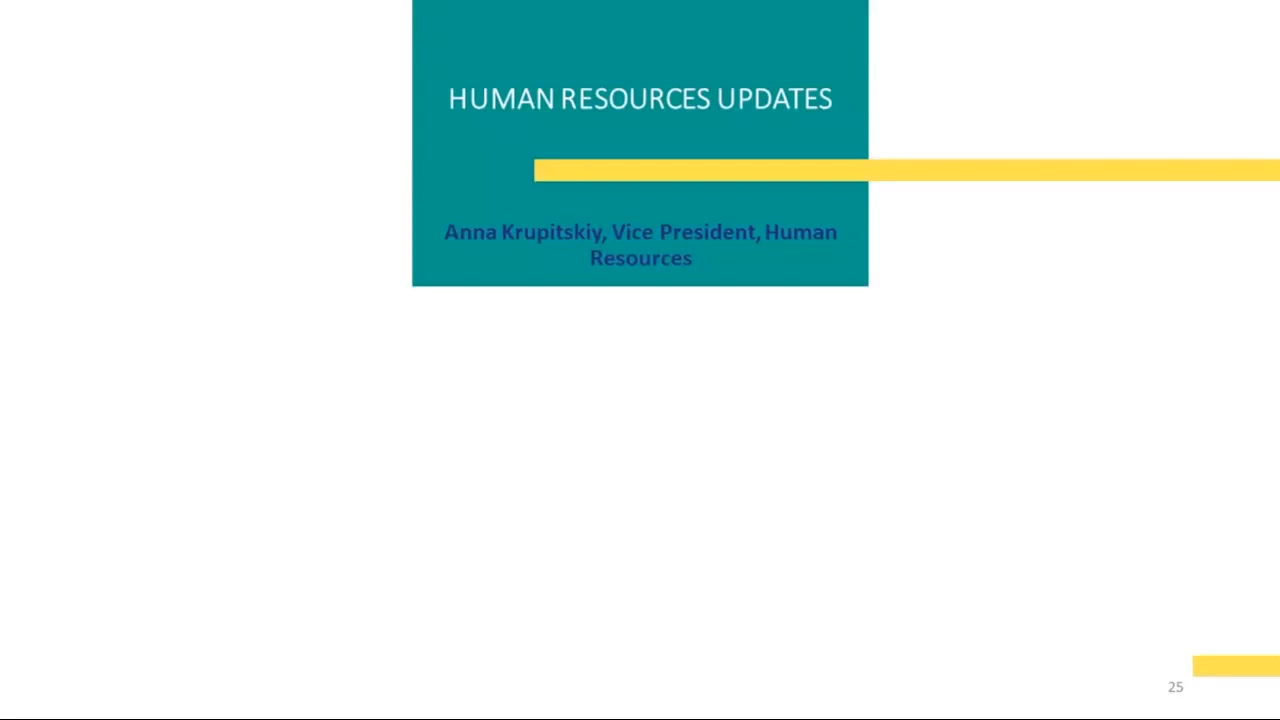 HUMAN RESOURCES UPDATES
Anna Krupitskiy, Vice President, Human
Resources
25